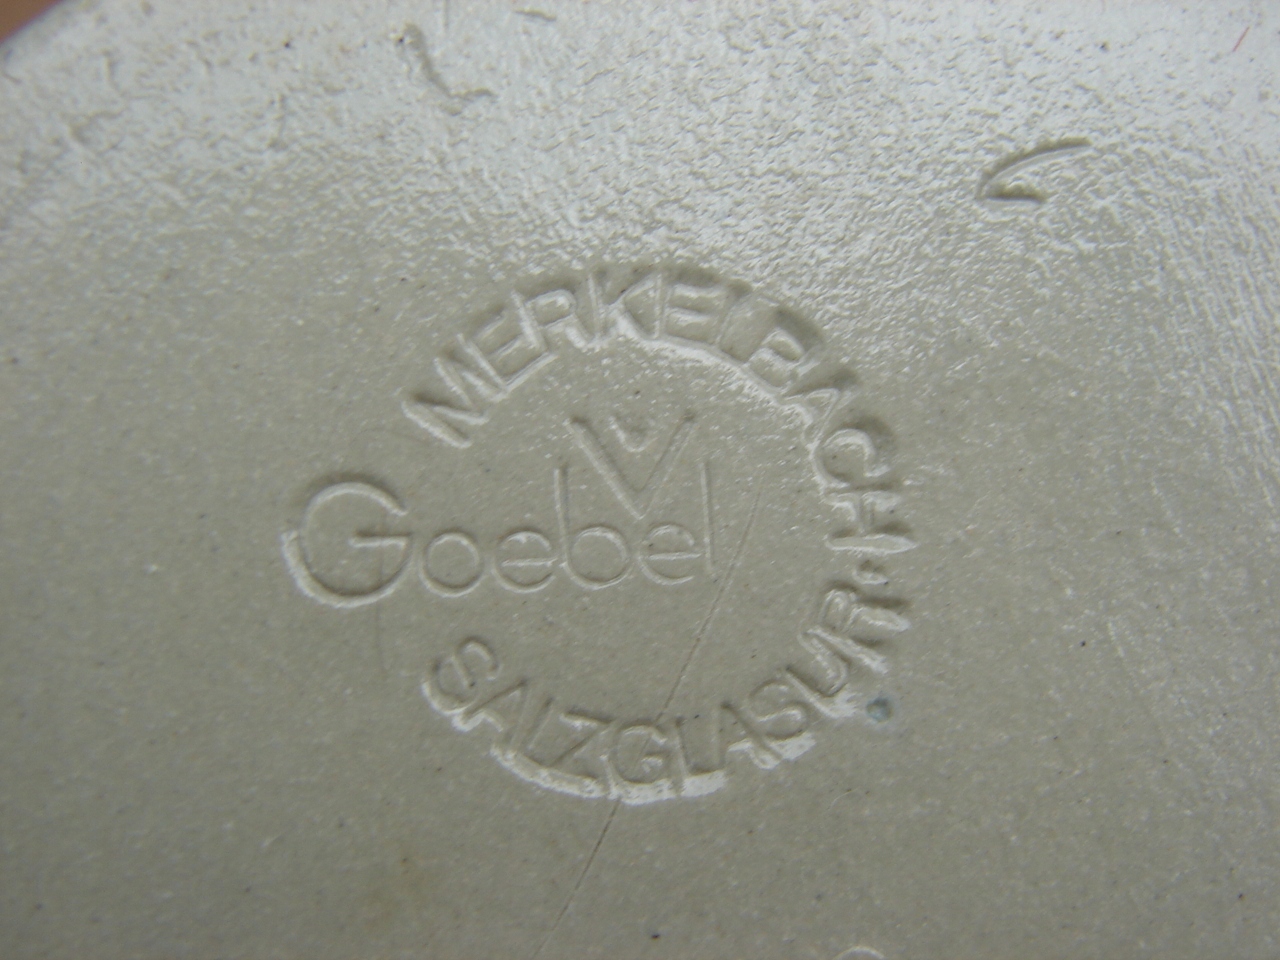 MERKELBACH · SALZGLASUR
V
Goebel